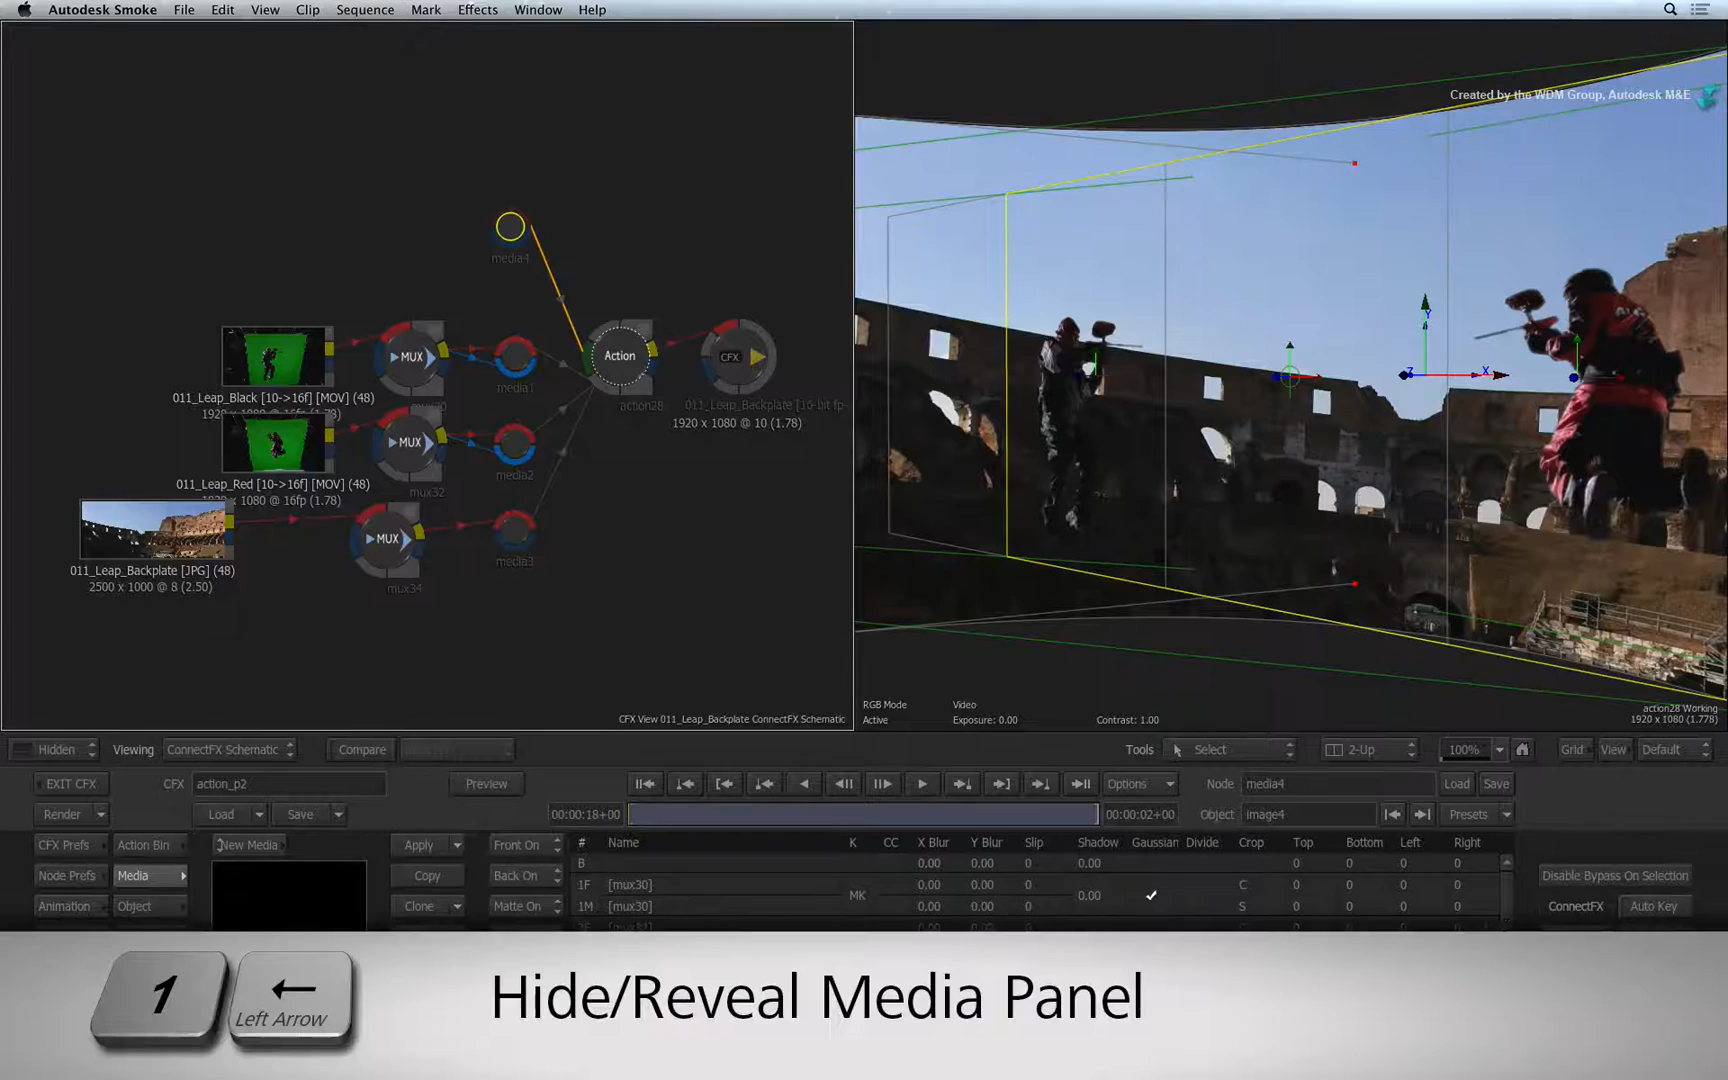 Autodesk Smoke File Edit View Clip Sequence Mark Effects Window Help
Created by the WDM Group, Autodesk M&E
media4
MUX
media1
Action
CFX
011_Leap_Black [10->16f] [MOV] (48)
action28
011_Leap_Backplate [16-bit fp-
1920 x 1080 @ 10 (1.78)
MUX
media2
011_Leap_Red [10->16f] [MOV] (48)
x 1080 @ 16fp (1.78)
mux32
MUX
media3
011_Leap_Backplate [JPG] (48)
2500 x 1000 @ 8 (2.50)
mux34
Y
Z X
CFX View 011_Leap_Backplate ConnectFX Schematic
RGB Mode Video
Active Exposure: 0.00 Contrast: 1.00
action28 Working
1920 x 1080 (1.778)
Hidden Viewing ConnectFX Schematic Compare Tools Select 2-Up 100% Grid View Default
EXIT CFX CFX action_p2 Preview Options Node media4 Load Save
Render Load Save 00:00:18+00 00:00:02+00 Object image4 Presets
CFX Prefs Action Bin New Media Apply Front On # Name K CC X Blur Y Blur Slip Shadow Gaussian Divide Crop Top Bottom Left Right
B 0.00 0.00 0 0.00 0 0 0 0
Node Prefs Media Copy Back On 1F [mux30] 0.00 0.00 0 C 0 0 0 0 Disable Bypass On Selection
MK 0.00
Animation Object Clone Matte On 1M [mux30] 0.00 0.00 0 S 0 0 0 0 ConnectFX Auto Key
1 ← Left Arrow
Hide/Reveal Media Panel